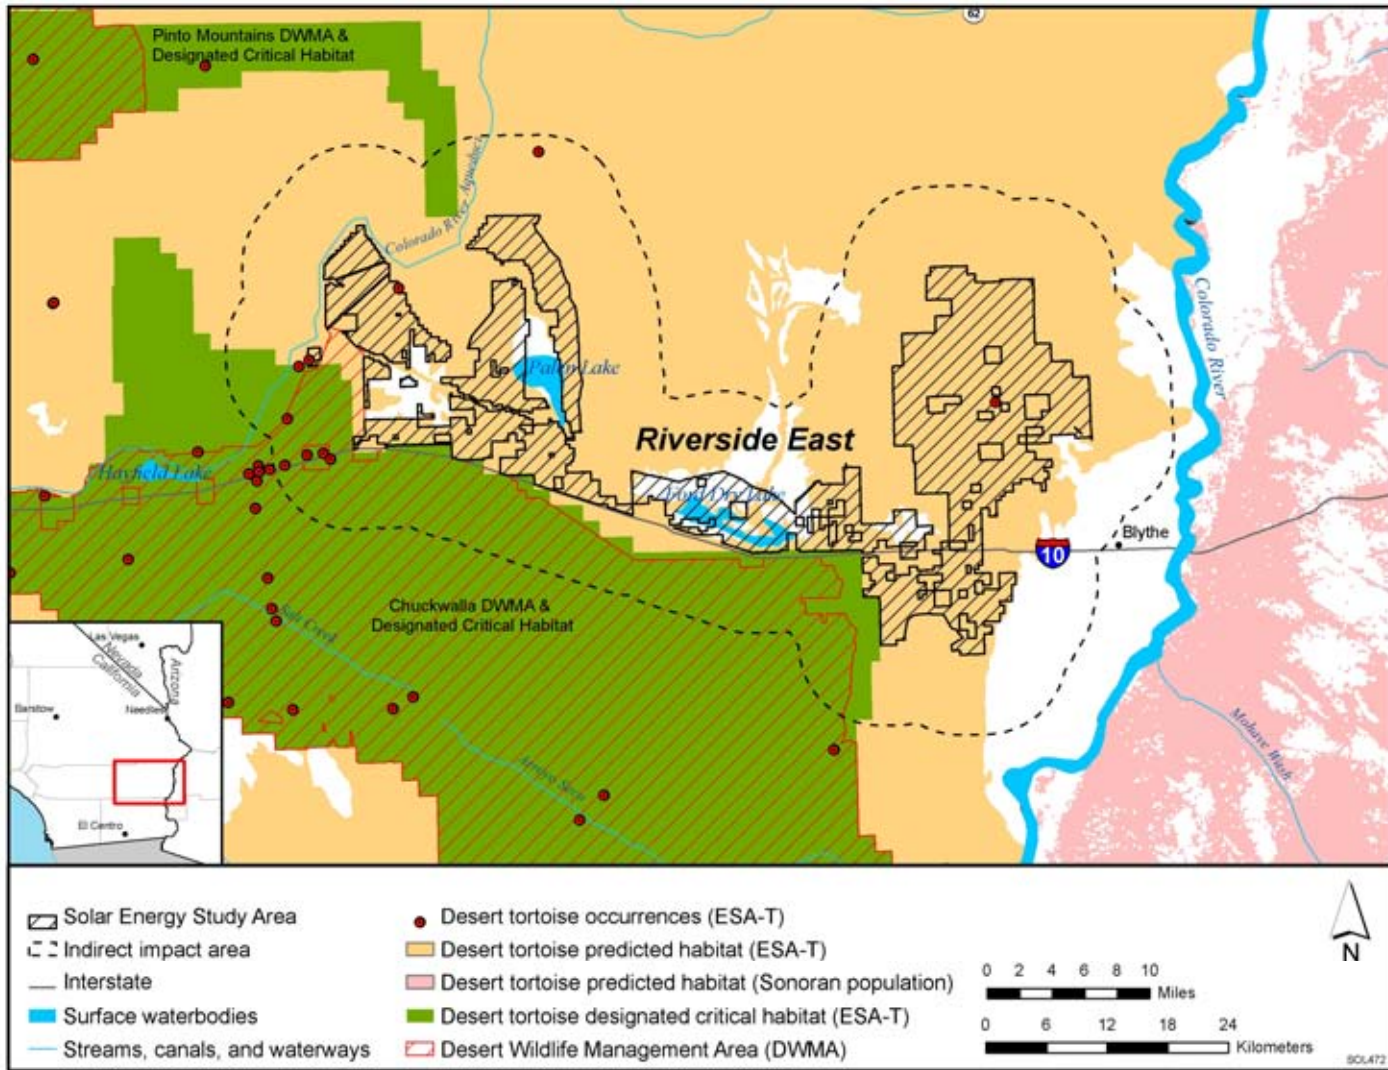 Pinto Mountains DWMA &
Designated Critical Habitat
62
Colorado River Aqueduct
Palen Lake
Colorado River
Riverside East
Hayfield Lake
Ford Dry Lake
Blythe
10
Chuckwalla DWMA &
Designated Critical Habitat
Salt Creek
Arroyo Seco
Mohave Wash
Las Vegas
Nevada
California
Arizona
Barstow
Needles
El Centro
Solar Energy Study Area
Indirect impact area
Interstate
Surface waterbodies
Streams, canals, and waterways
Desert tortoise occurrences (ESA-T)
Desert tortoise predicted habitat (ESA-T)
Desert tortoise predicted habitat (Sonoran population)
Desert tortoise designated critical habitat (ESA-T)
Desert Wildlife Management Area (DWMA)
0 2 4 6 8 10
Miles
0 6 12 18 24
Kilometers
N
SCL472